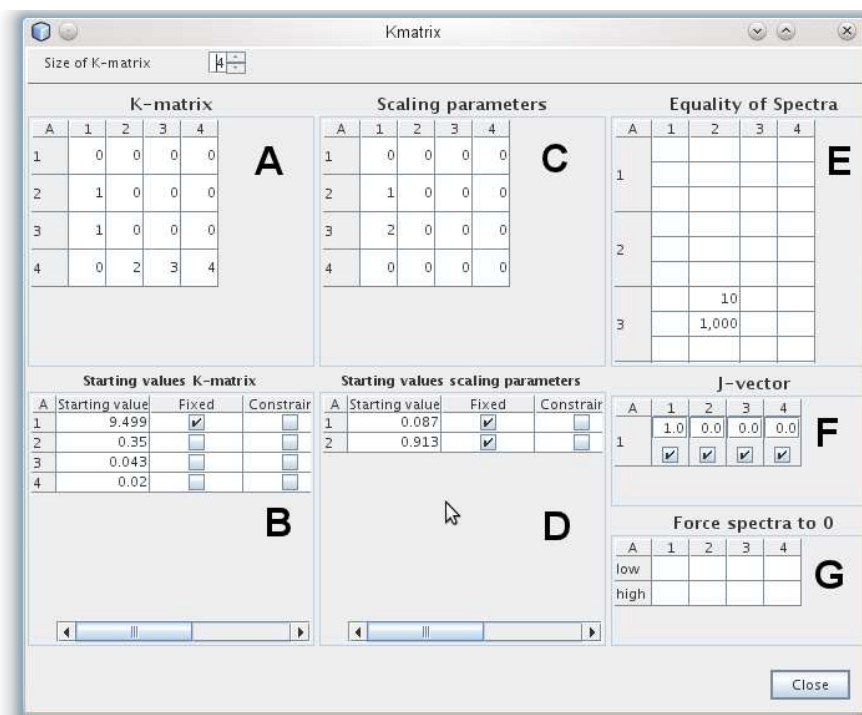 Kmatrix
Size of K-matrix 4
K-matrix
A 1 2 3 4
1 0 0 0 0
2 1 0 0 0
3 1 0 0 0
4 0 2 3 4
A
Scaling parameters
A 1 2 3 4
1 0 0 0 0
2 1 0 0 0
3 2 0 0 0
4 0 0 0 0
C
Equality of Spectra
A 1 2 3 4
1
2
10
3 1,000
E
Starting values K-matrix
A Starting value Fixed Constrair
1 9.499
2 0.35
3 0.043
4 0.02
B
Starting values scaling parameters
A Starting value Fixed Constrair
1 0.087
2 0.913
D
J-vector
A 1 2 3 4
1 1.0 0.0 0.0 0.0
F
Force spectra to 0
A 1 2 3 4
low
high
G
Close